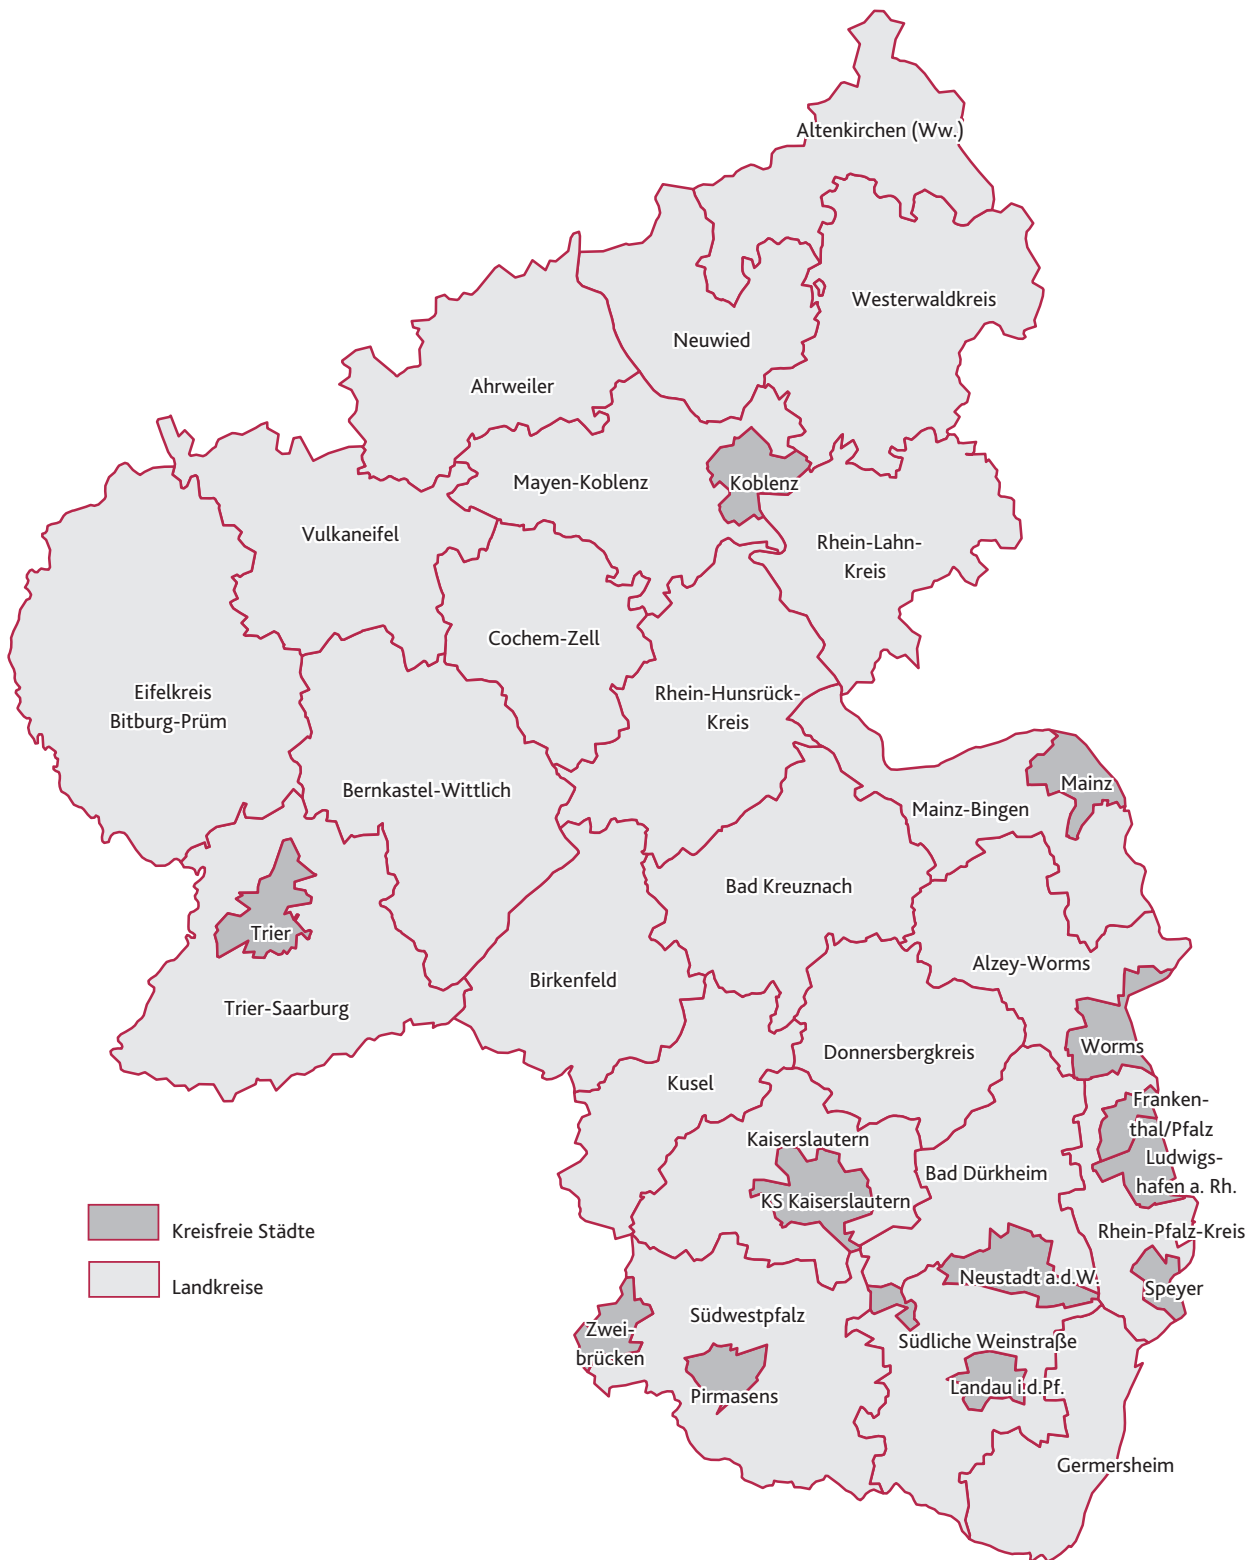 Altenkirchen (Ww.)
Westerwaldkreis
Neuwied
Ahrweiler
Mayen-Koblenz
Koblenz
Vulkaneifel
Rhein-Lahn-
Kreis
Cochem-Zell
Eifelkreis
Bitburg-Prüm
Rhein-Hunsrück-
Kreis
Bernkastel-Wittlich
Mainz
Mainz-Bingen
Bad Kreuznach
Trier
Alzey-Worms
Birkenfeld
Trier-Saarburg
Worms
Donnersbergkreis
Kusel
Franken-
thal/Pfalz
Kaiserslautern
Ludwigs-
hafen a. Rh.
Bad Dürkheim
KS Kaiserslautern
Kreisfreie Städte
Rhein-Pfalz-Kreis
Neustadt a.d.W.
Landkreise
Speyer
Südwestpfalz
Zwei-
brücken
Südliche Weinstraße
Landau i.d.Pf.
Pirmasens
Germersheim